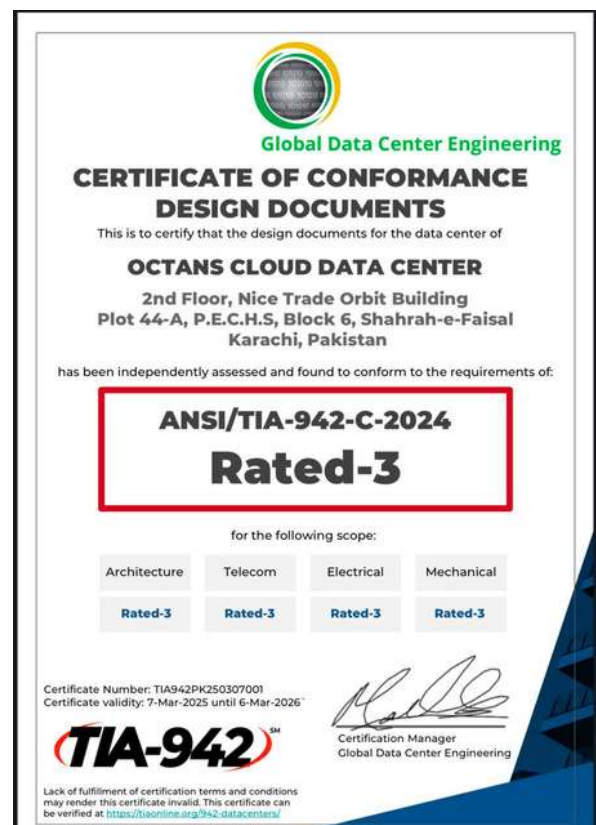 Global Data Center Engineering
CERTIFICATE OF CONFORMANCE
DESIGN DOCUMENTS
This is to certify that the design documents for the data center of
OCTANS CLOUD DATA CENTER
2nd Floor, Nice Trade Orbit Building
Plot 44-A, P.E.C.H.S, Block 6, Shahrah-e-Faisal
Karachi, Pakistan
has been independently assessed and found to conform to the requirements of:
ANSI/TIA-942-C-2024
Rated-3
for the following scope:
Architecture Telecom Electrical Mechanical
Rated-3 Rated-3 Rated-3 Rated-3
Certificate Number: TIA942PK250307001
Certificate validity: 7-Mar-2025 until 6-Mar-2026
TIA-942 SM
Certification Manager
Global Data Center Engineering
Lack of fulfillment of certification terms and conditions
may render this certificate invalid. This certificate can
be verified at https://tiaonline.org/942-datacenters/